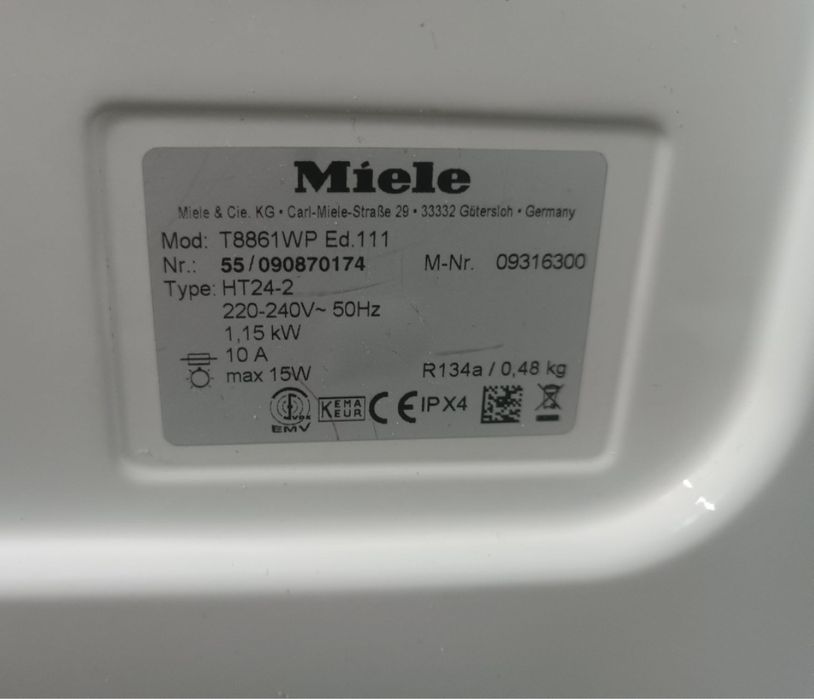 Miele
Miele & Cie. KG • Carl-Miele-Straße 29 • 33332 Gütersloh • Germany
Mod: T8861WP Ed.111
Nr.: 55/090870174 M-Nr. 09316300
Type: HT24-2
220-240V~ 50Hz
1,15 kW
10 A
max 15W R134a / 0,48 kg
VDE
EMV
KEMA
KEUR
CE IPX4